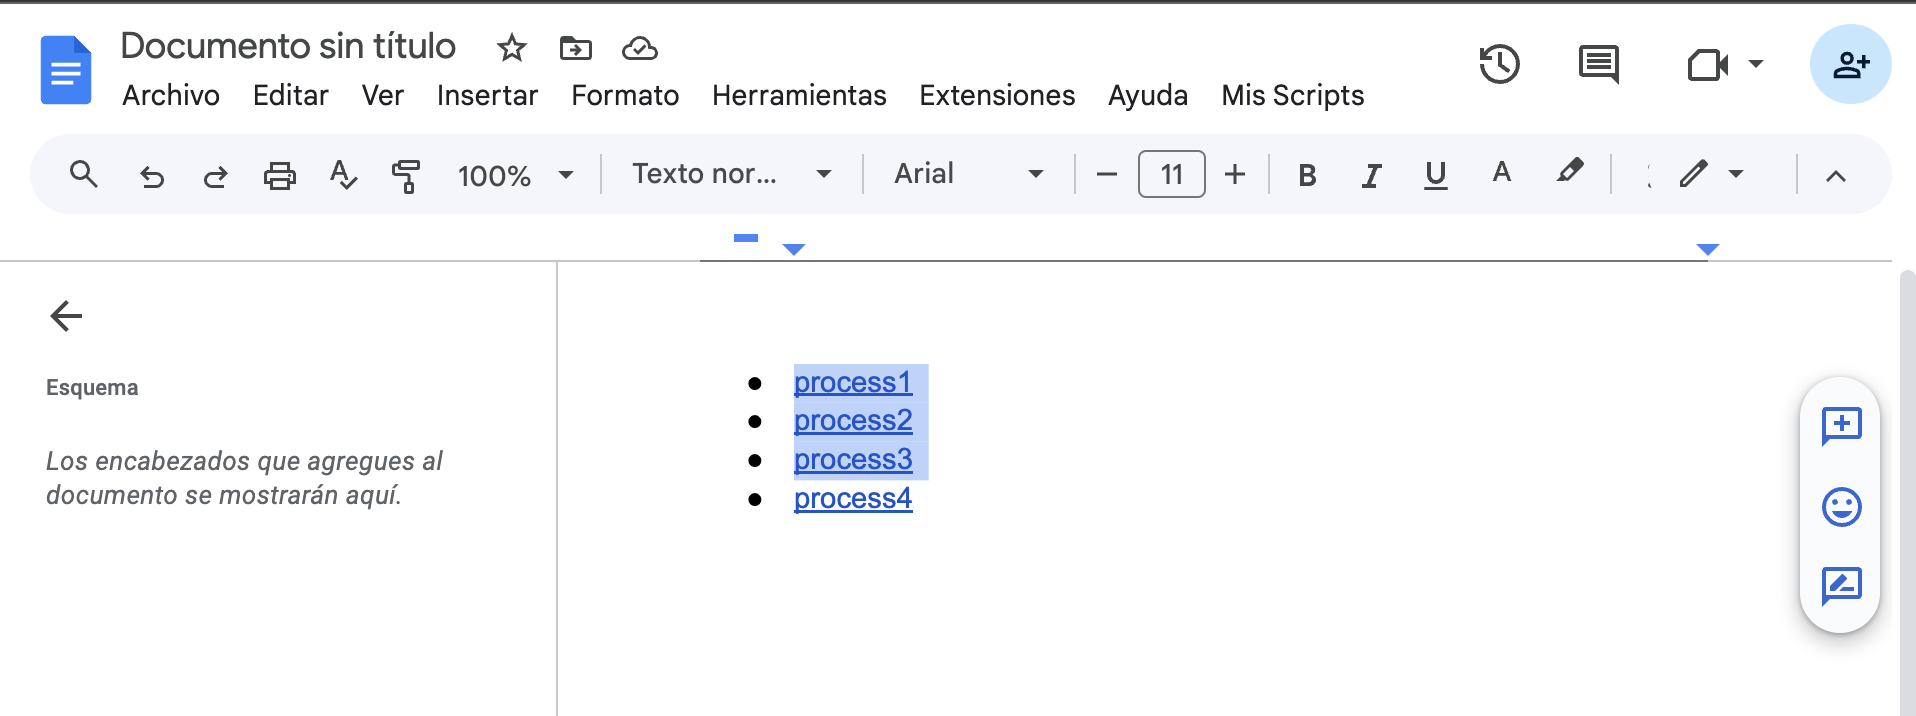 Documento sin título
Archivo Editar Ver Insertar Formato Herramientas Extensiones Ayuda Mis Scripts
100% Texto nor... Arial 11 B I U A
Esquema
Los encabezados que agregues al
documento se mostrarán aquí.
process1
process2
process3
process4